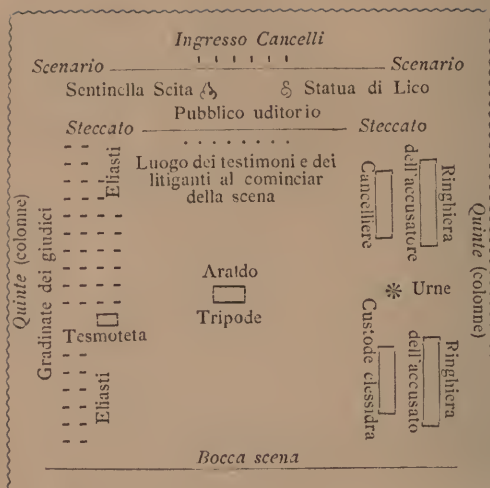 Ingresso Cancelli
Scenario Scenario
Sentinella Scita Statua di Lico
Pubblico uditorio
Steccato Steccato
Luogo dei testimoni e dei
litiganti al cominciar
della scena
Quinte (colonne)
Gradinate dei giudici
Eliasti
Tesmoteta
Eliasti
Araldo
Tripode
Cancelliere
Ringhiera
dell'accusatore
Quinte (colonne)
Urne
Custode clessidra
Ringhiera
dell'accusato
Bocca scena